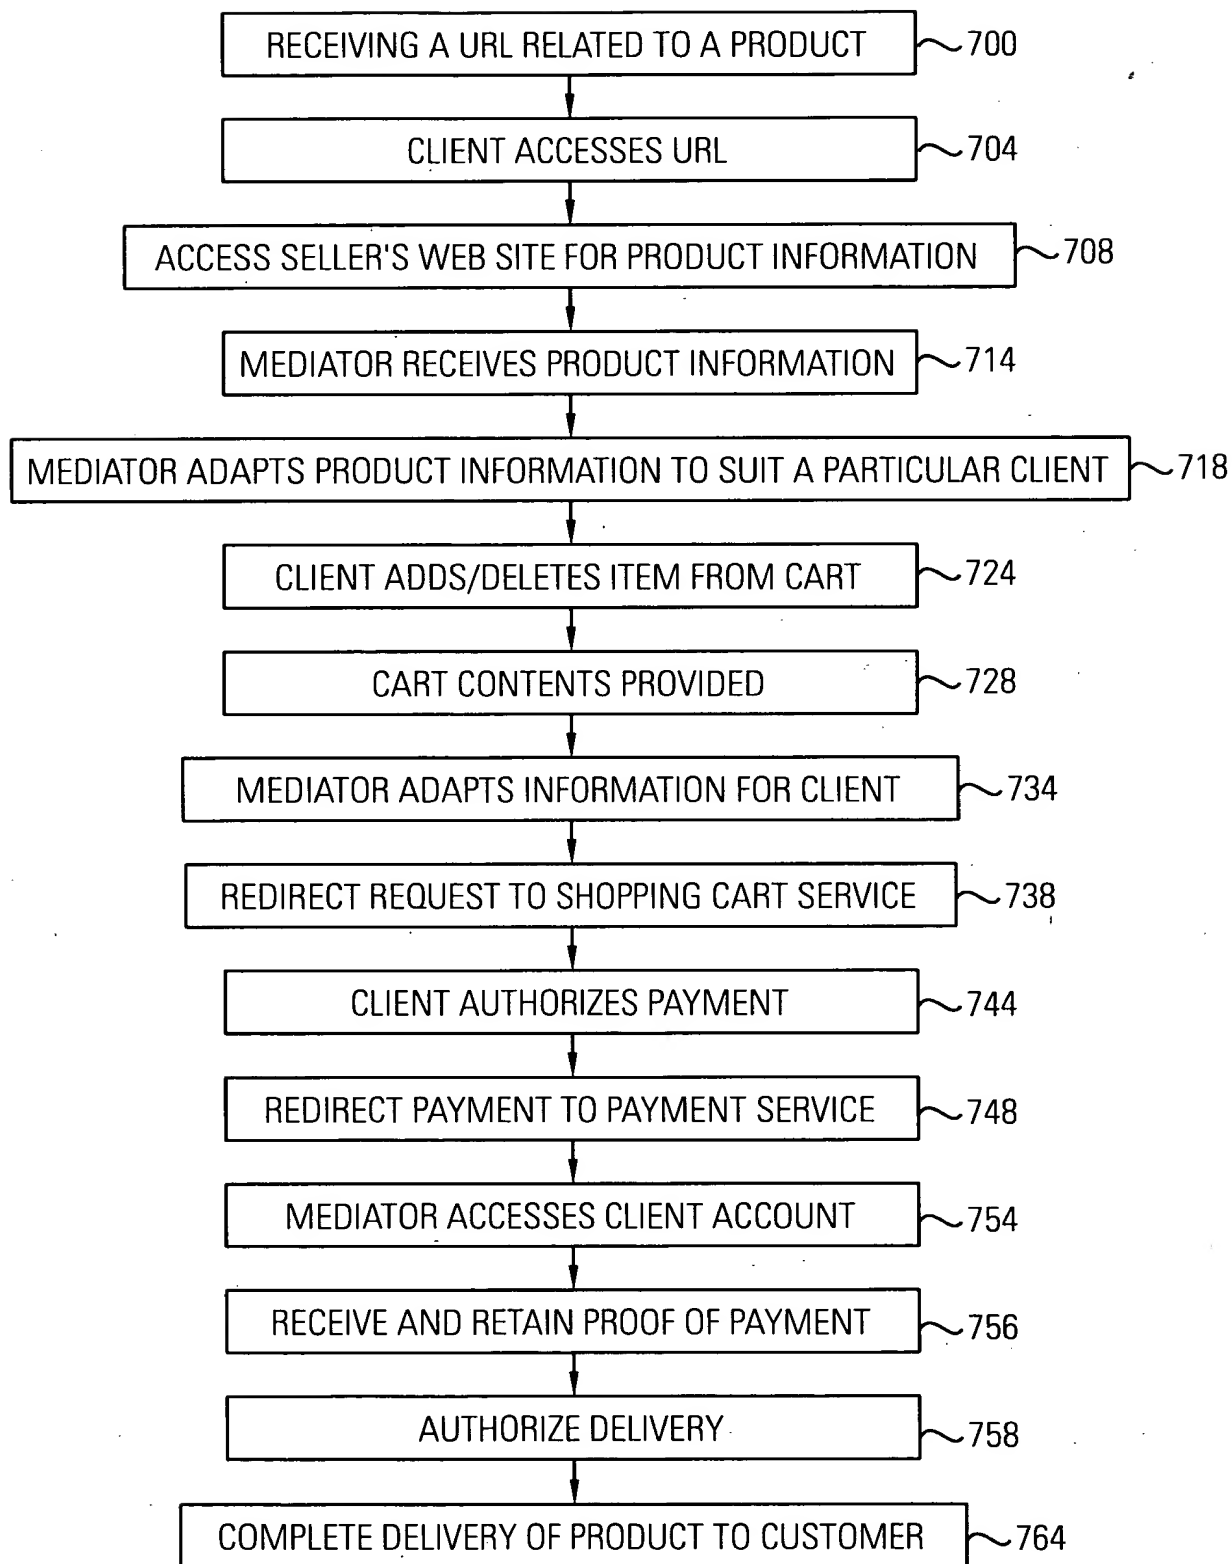 RECEIVING A URL RELATED TO A PRODUCT 700
CLIENT ACCESSES URL 704
ACCESS SELLER'S WEB SITE FOR PRODUCT INFORMATION 708
MEDIATOR RECEIVES PRODUCT INFORMATION 714
MEDIATOR ADAPTS PRODUCT INFORMATION TO SUIT A PARTICULAR CLIENT 718
CLIENT ADDS/DELETES ITEM FROM CART 724
CART CONTENTS PROVIDED 728
MEDIATOR ADAPTS INFORMATION FOR CLIENT 734
REDIRECT REQUEST TO SHOPPING CART SERVICE 738
CLIENT AUTHORIZES PAYMENT 744
REDIRECT PAYMENT TO PAYMENT SERVICE 748
MEDIATOR ACCESSES CLIENT ACCOUNT 754
RECEIVE AND RETAIN PROOF OF PAYMENT 756
AUTHORIZE DELIVERY 758
COMPLETE DELIVERY OF PRODUCT TO CUSTOMER 764